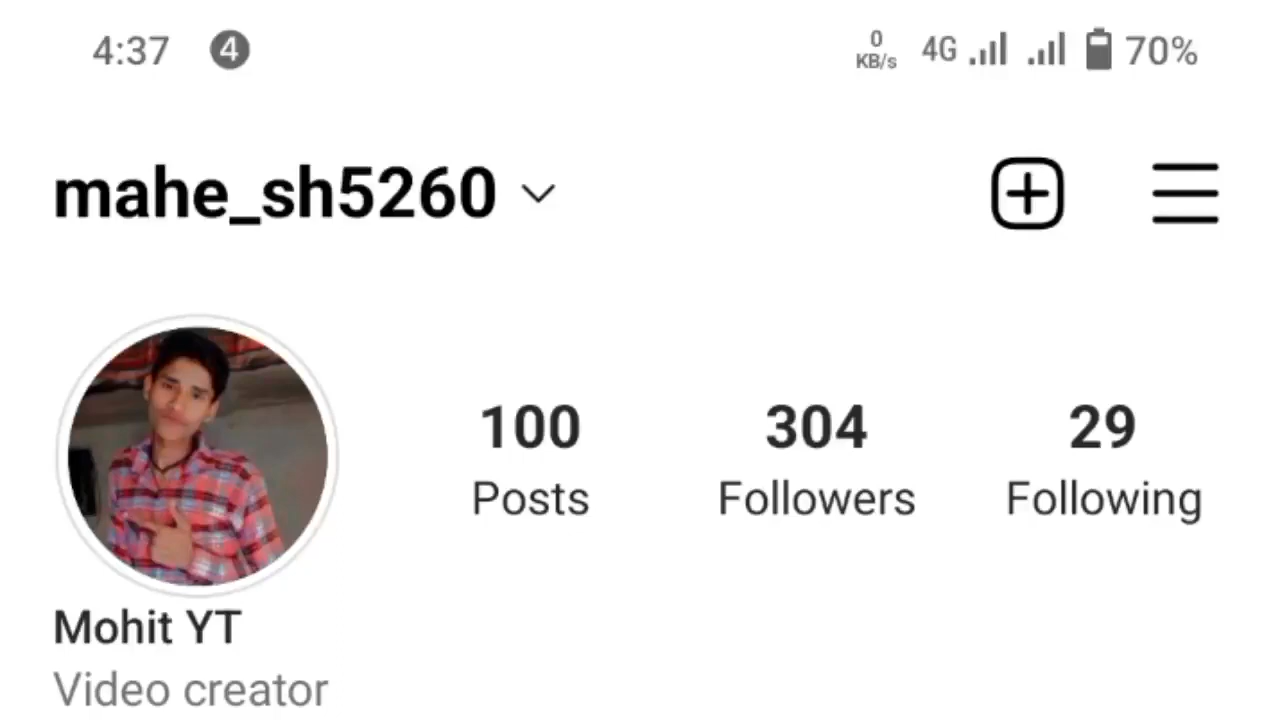 4:37 4 0 KB/s 4G 70%
mahe_sh5260
100 304 29
Posts Followers Following
Mohit YT
Video creator